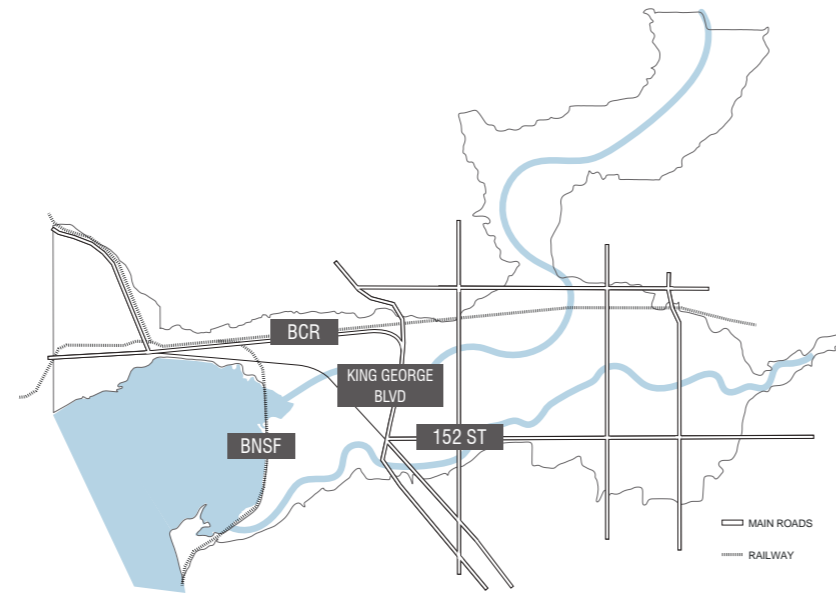 BCR
KING GEORGE
BLVD
152 ST
BNSF
MAIN ROADS
RAILWAY